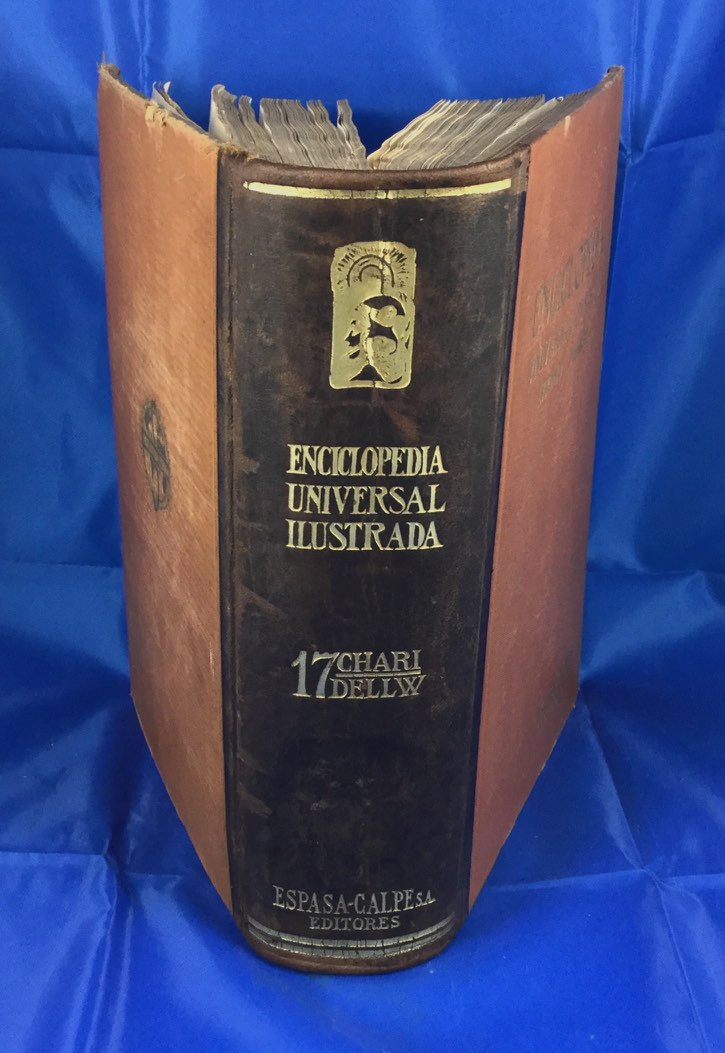 ENCICLOPEDIA
UNIVERSAL
ILUSTRADA
17 CHARI
DELLW
ESPASA-CALPE S.A.
EDITORES